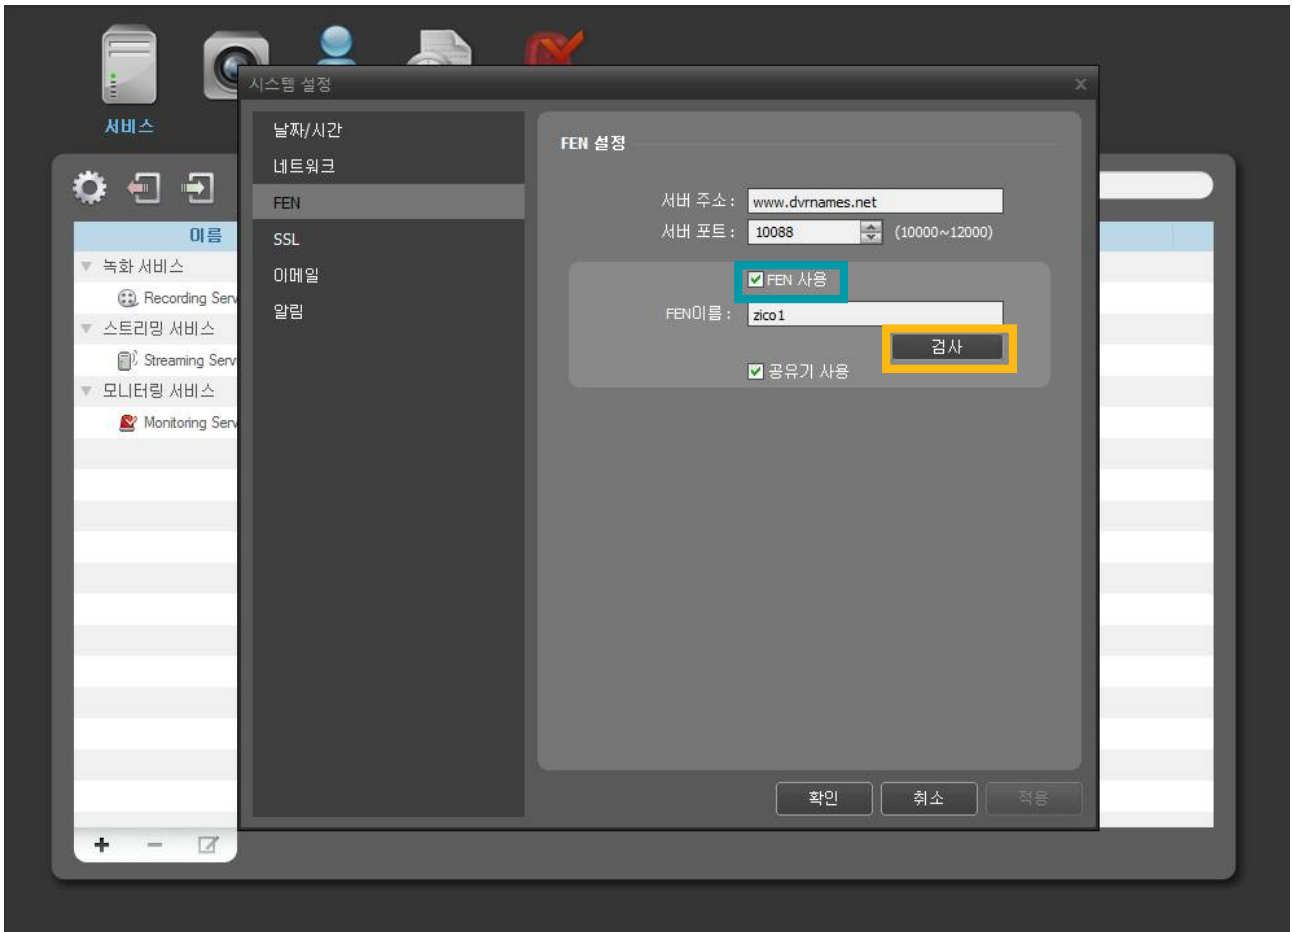 서비스
시스템 설정
x
날짜/시간
네트워크
FEN
SSL
이메일
알림
FEN 설정
서버 주소 : www.dvrnames.net
서버 포트 : 10088 (10000~12000)
FEN 사용
FEN이름 : zico1
검사
공유기 사용
확인 취소 적용
이름
녹화 서비스
Recording Serv
스트리밍 서비스
Streaming Serv
모니터링 서비스
Monitoring Serv